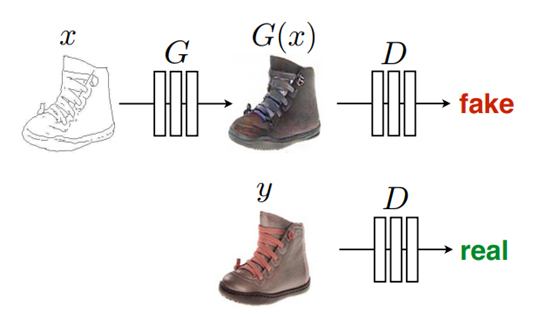 x G G(x) D
fake
y D
real